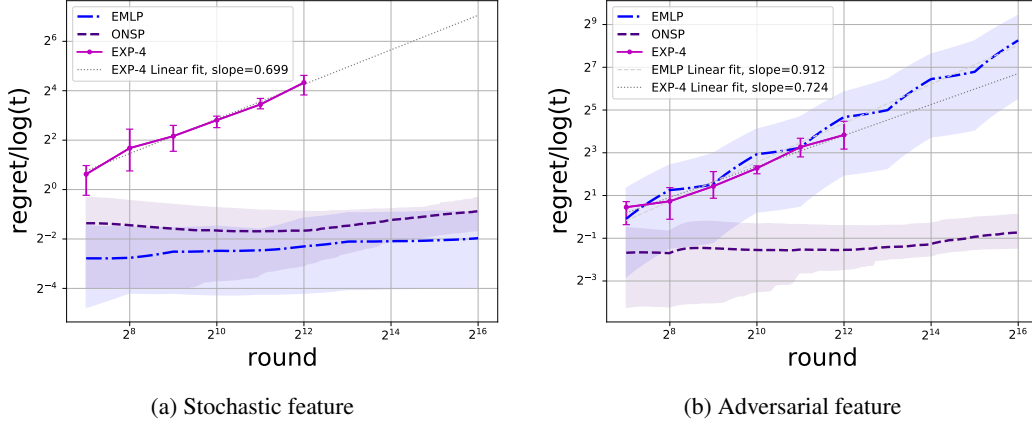 EMLP
ONSP
EXP-4
EXP-4 Linear fit, slope=0.699
regret/log(t)
2^6
2^4
2^2
2^0
2^−2
2^−4
2^8 2^10 2^12 2^14 2^16
round
(a) Stochastic feature
EMLP
ONSP
EXP-4
EMLP Linear fit, slope=0.912
EXP-4 Linear fit, slope=0.724
regret/log(t)
2^9
2^7
2^5
2^3
2^1
2^−1
2^−3
2^8 2^10 2^12 2^14 2^16
round
(b) Adversarial feature